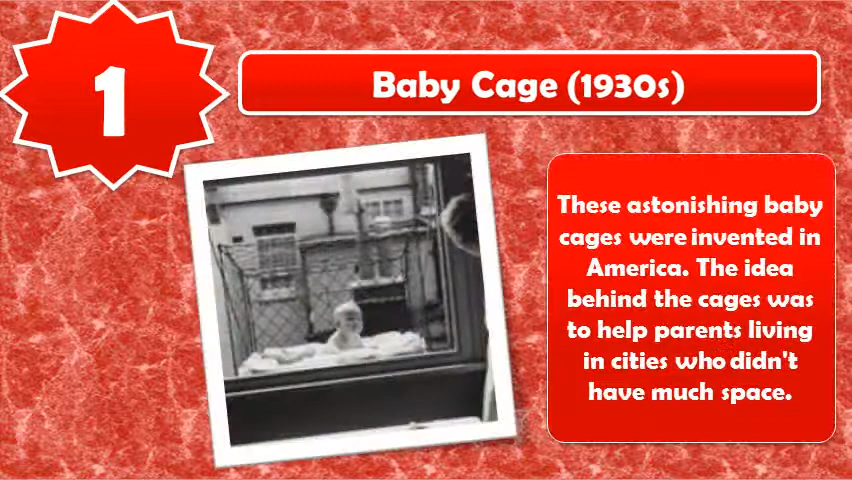 1
Baby Cage (1930s)
These astonishing baby
cages were invented in
America. The idea
behind the cages was
to help parents living
in cities who didn't
have much space.